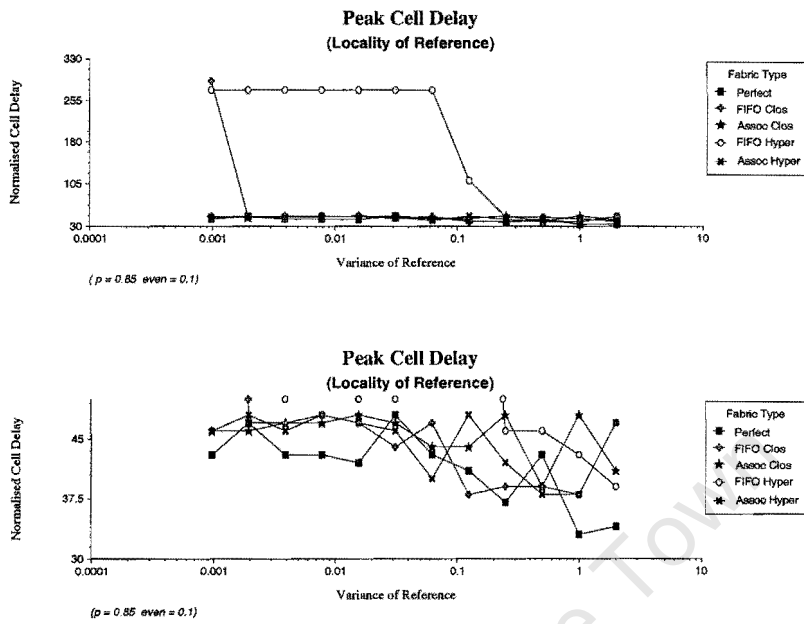 Peak Cell Delay
(Locality of Reference)
Normalised Cell Delay
330
255
180
105
30
0.0001
0.001
0.01
0.1
1
10
Variance of Reference
( p = 0.85 even = 0.1)
Fabric Type
Perfect
FIFO Clos
Assoc Clos
FIFO Hyper
Assoc Hyper
Peak Cell Delay
(Locality of Reference)
Normalised Cell Delay
45
37.5
30
0.0001
0.001
0.01
0.1
1
10
Variance of Reference
(p = 0.85 even = 0.1)
Fabric Type
Perfect
FIFO Clos
Assoc Clos
FIFO Hyper
Assoc Hyper
e Town